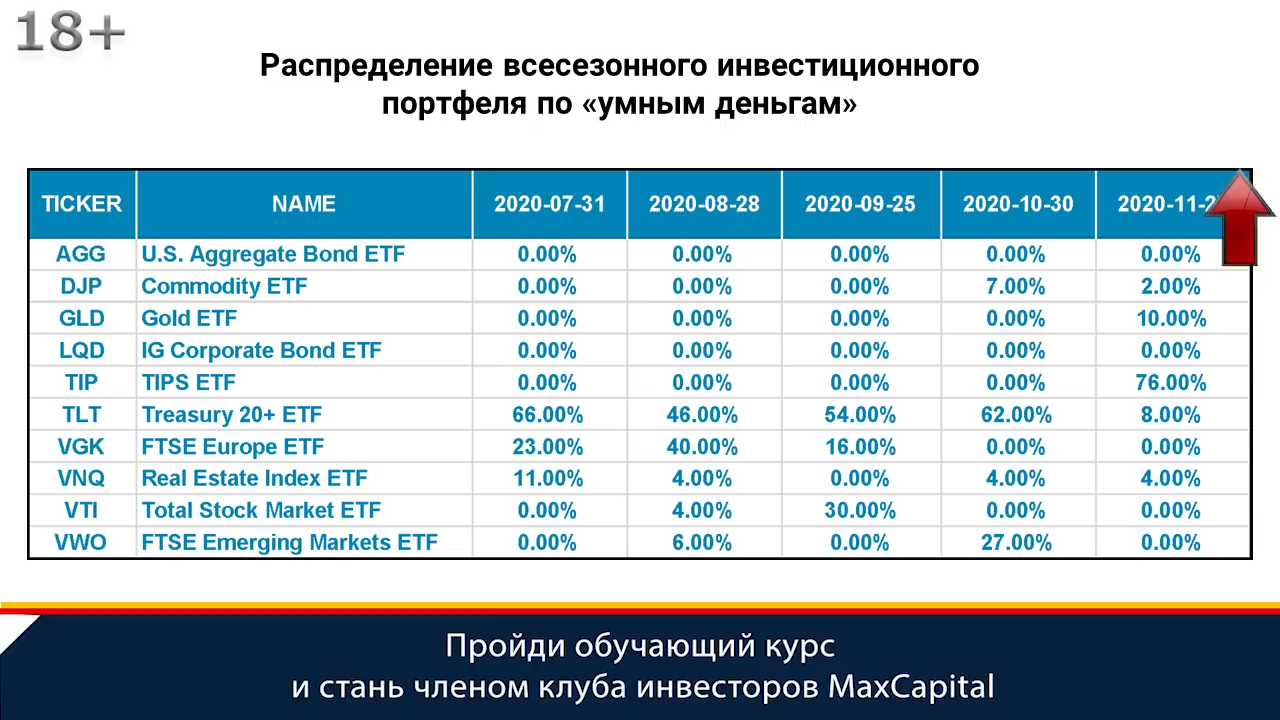 18+
Распределение всесезонного инвестиционного
портфеля по «умным деньгам»
TICKER NAME 2020-07-31 2020-08-28 2020-09-25 2020-10-30 2020-11-2
AGG U.S. Aggregate Bond ETF 0.00% 0.00% 0.00% 0.00% 0.00%
DJP Commodity ETF 0.00% 0.00% 0.00% 7.00% 2.00%
GLD Gold ETF 0.00% 0.00% 0.00% 0.00% 10.00%
LQD IG Corporate Bond ETF 0.00% 0.00% 0.00% 0.00% 0.00%
TIP TIPS ETF 0.00% 0.00% 0.00% 0.00% 76.00%
TLT Treasury 20+ ETF 66.00% 46.00% 54.00% 62.00% 8.00%
VGK FTSE Europe ETF 23.00% 40.00% 16.00% 0.00% 0.00%
VNQ Real Estate Index ETF 11.00% 4.00% 0.00% 4.00% 4.00%
VTI Total Stock Market ETF 0.00% 4.00% 30.00% 0.00% 0.00%
VWO FTSE Emerging Markets ETF 0.00% 6.00% 0.00% 27.00% 0.00%
Пройди обучающий курс
и стань членом клуба инвесторов MaxCapital